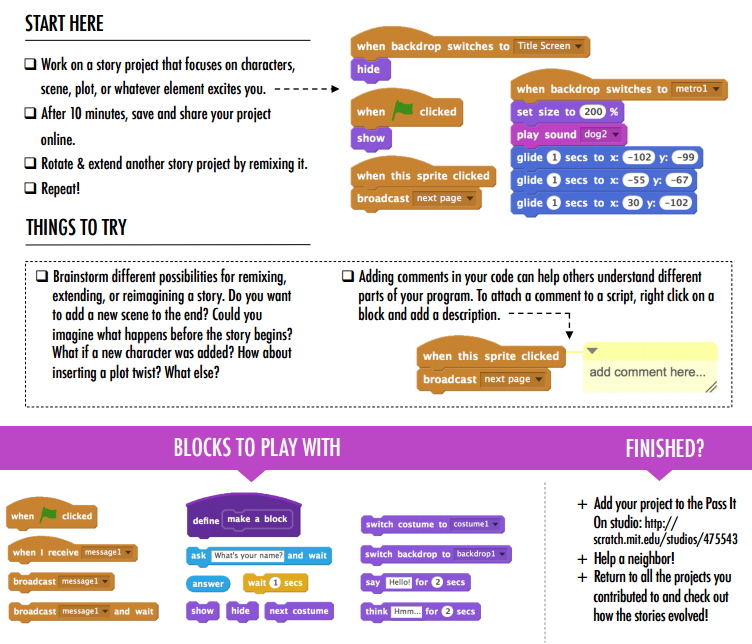 START HERE
❑ Work on a story project that focuses on characters,
scene, plot, or whatever element excites you.
❑ After 10 minutes, save and share your project
online.
❑ Rotate & extend another story project by remixing it.
❑ Repeat!
when backdrop switches to Title Screen
hide
when clicked
show
when this sprite clicked
broadcast next page
when backdrop switches to metro1
set size to 200 %
play sound dog2
glide 1 secs to x: -102 y: -99
glide 1 secs to x: -55 y: -67
glide 1 secs to x: 30 y: -102
THINGS TO TRY
❑ Brainstorm different possibilities for remixing,
extending, or reimagining a story. Do you want
to add a new scene to the end? Could you
imagine what happens before the story begins?
What if a new character was added? How about
inserting a plot twist? What else?
❑ Adding comments in your code can help others understand different
parts of your program. To attach a comment to a script, right click on a
block and add a description.
when this sprite clicked
broadcast next page
add comment here...
BLOCKS TO PLAY WITH
when clicked
when I receive message1
broadcast message1
broadcast message1 and wait
define make a block
ask What's your name? and wait
answer wait 1 secs
show hide next costume
switch costume to costume1
switch backdrop to backdrop1
say Hello! for 2 secs
think Hmm... for 2 secs
FINISHED?
+ Add your project to the Pass It
On studio: http://
scratch.mit.edu/studios/475543
+ Help a neighbor!
+ Return to all the projects you
contributed to and check out
how the stories evolved!